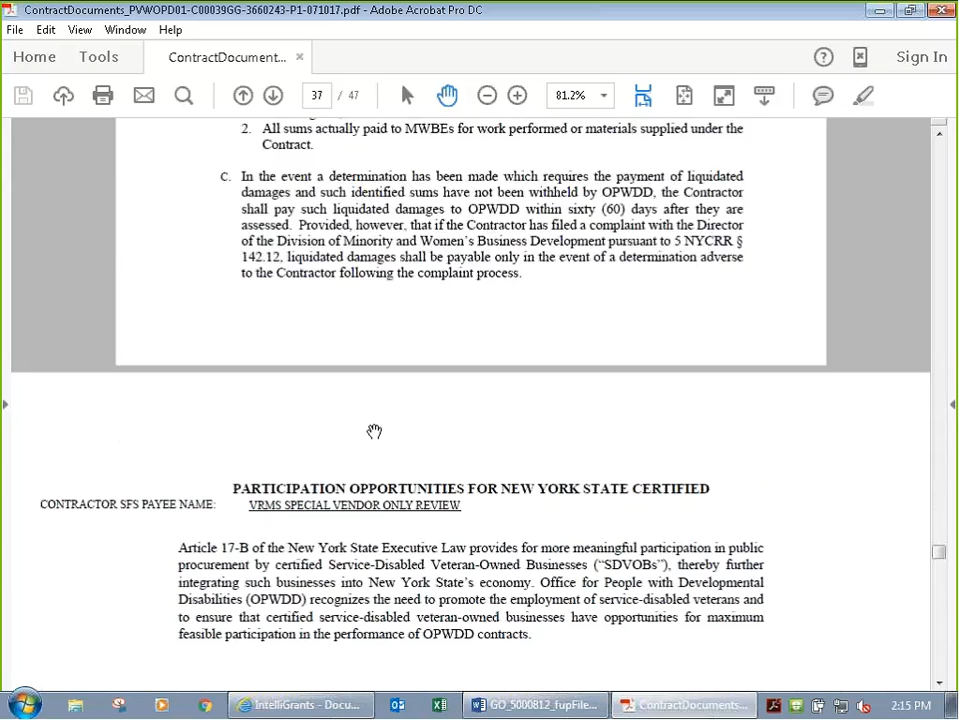 ContractDocuments_PVWOPD01-C00039GG-3660243-P1-071017.pdf - Adobe Acrobat Pro DC
File Edit View Window Help
Home Tools ContractDocument... × Sign In
37 / 47 81.2%
2. All sums actually paid to MWBEs for work performed or materials supplied under the
Contract.
C. In the event a determination has been made which requires the payment of liquidated
damages and such identified sums have not been withheld by OPWDD, the Contractor
shall pay such liquidated damages to OPWDD within sixty (60) days after they are
assessed. Provided, however, that if the Contractor has filed a complaint with the Director
of the Division of Minority and Women's Business Development pursuant to 5 NYCRR §
142.12, liquidated damages shall be payable only in the event of a determination adverse
to the Contractor following the complaint process.
PARTICIPATION OPPORTUNITIES FOR NEW YORK STATE CERTIFIED
CONTRACTOR SFS PAYEE NAME: VRMS SPECIAL VENDOR ONLY REVIEW
Article 17-B of the New York State Executive Law provides for more meaningful participation in public
procurement by certified Service-Disabled Veteran-Owned Businesses ("SDVOBs"), thereby further
integrating such businesses into New York State's economy. Office for People with Developmental
Disabilities (OPWDD) recognizes the need to promote the employment of service-disabled veterans and
to ensure that certified service-disabled veteran-owned businesses have opportunities for maximum
feasible participation in the performance of OPWDD contracts.
IntelliGrants - Docu... GO_5000812_fupFile... ContractDocuments... 2:15 PM